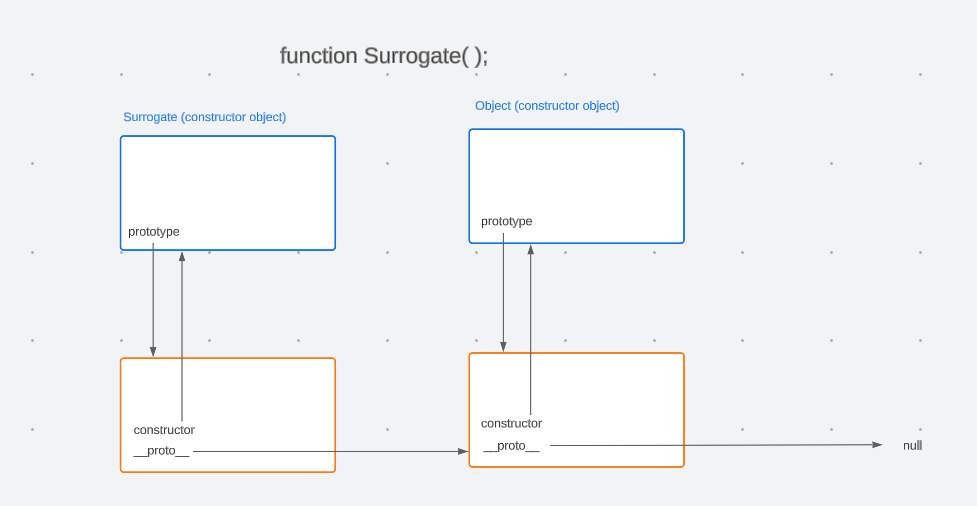 function Surrogate( );
Surrogate (constructor object)
Object (constructor object)
prototype
prototype
constructor
__proto__
constructor
__proto__
null